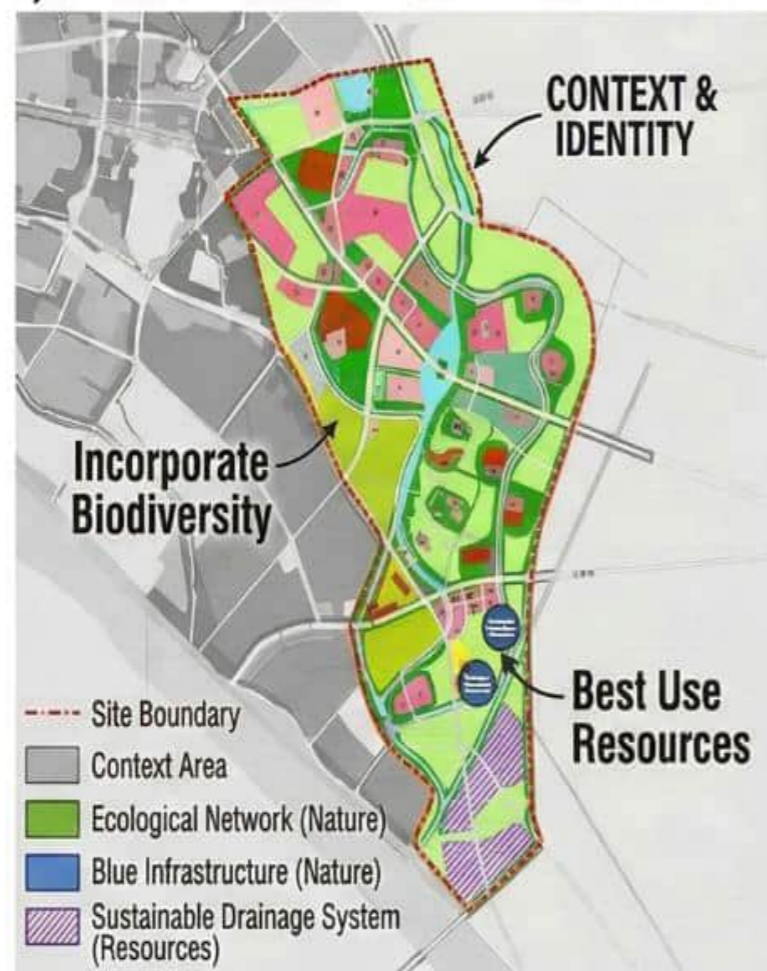 CONTEXT &
IDENTITY
Incorporate
Biodiversity
Best Use
Resources
Site Boundary
Context Area
Ecological Network (Nature)
Blue Infrastructure (Nature)
Sustainable Drainage System
(Resources)